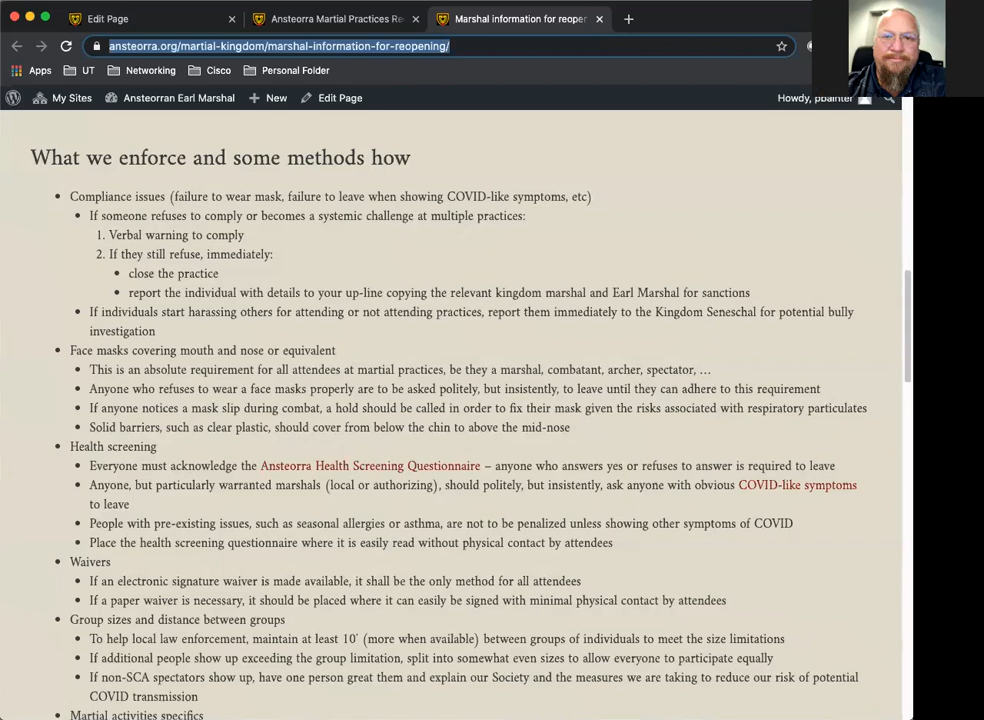 Edit Page
Ansteorra Martial Practices Re
Marshal information for reoper
ansteorra.org/martial-kingdom/marshal-information-for-reopening/
Apps UT Networking Cisco Personal Folder
My Sites Ansteorran Earl Marshal New Edit Page Howdy, pbainter
What we enforce and some methods how
Compliance issues (failure to wear mask, failure to leave when showing COVID-like symptoms, etc)
If someone refuses to comply or becomes a systemic challenge at multiple practices:
1. Verbal warning to comply
2. If they still refuse, immediately:
close the practice
report the individual with details to your up-line copying the relevant kingdom marshal and Earl Marshal for sanctions
If individuals start harassing others for attending or not attending practices, report them immediately to the Kingdom Seneschal for potential bully
investigation
Face masks covering mouth and nose or equivalent
This is an absolute requirement for all attendees at martial practices, be they a marshal, combatant, archer, spectator, …
Anyone who refuses to wear a face masks properly are to be asked politely, but insistently, to leave until they can adhere to this requirement
If anyone notices a mask slip during combat, a hold should be called in order to fix their mask given the risks associated with respiratory particulates
Solid barriers, such as clear plastic, should cover from below the chin to above the mid-nose
Health screening
Everyone must acknowledge the Ansteorra Health Screening Questionnaire – anyone who answers yes or refuses to answer is required to leave
Anyone, but particularly warranted marshals (local or authorizing), should politely, but insistently, ask anyone with obvious COVID-like symptoms
to leave
People with pre-existing issues, such as seasonal allergies or asthma, are not to be penalized unless showing other symptoms of COVID
Place the health screening questionnaire where it is easily read without physical contact by attendees
Waivers
If an electronic signature waiver is made available, it shall be the only method for all attendees
If a paper waiver is necessary, it should be placed where it can easily be signed with minimal physical contact by attendees
Group sizes and distance between groups
To help local law enforcement, maintain at least 10' (more when available) between groups of individuals to meet the size limitations
If additional people show up exceeding the group limitation, split into somewhat even sizes to allow everyone to participate equally
If non-SCA spectators show up, have one person great them and explain our Society and the measures we are taking to reduce our risk of potential
COVID transmission
Martial activities specifics